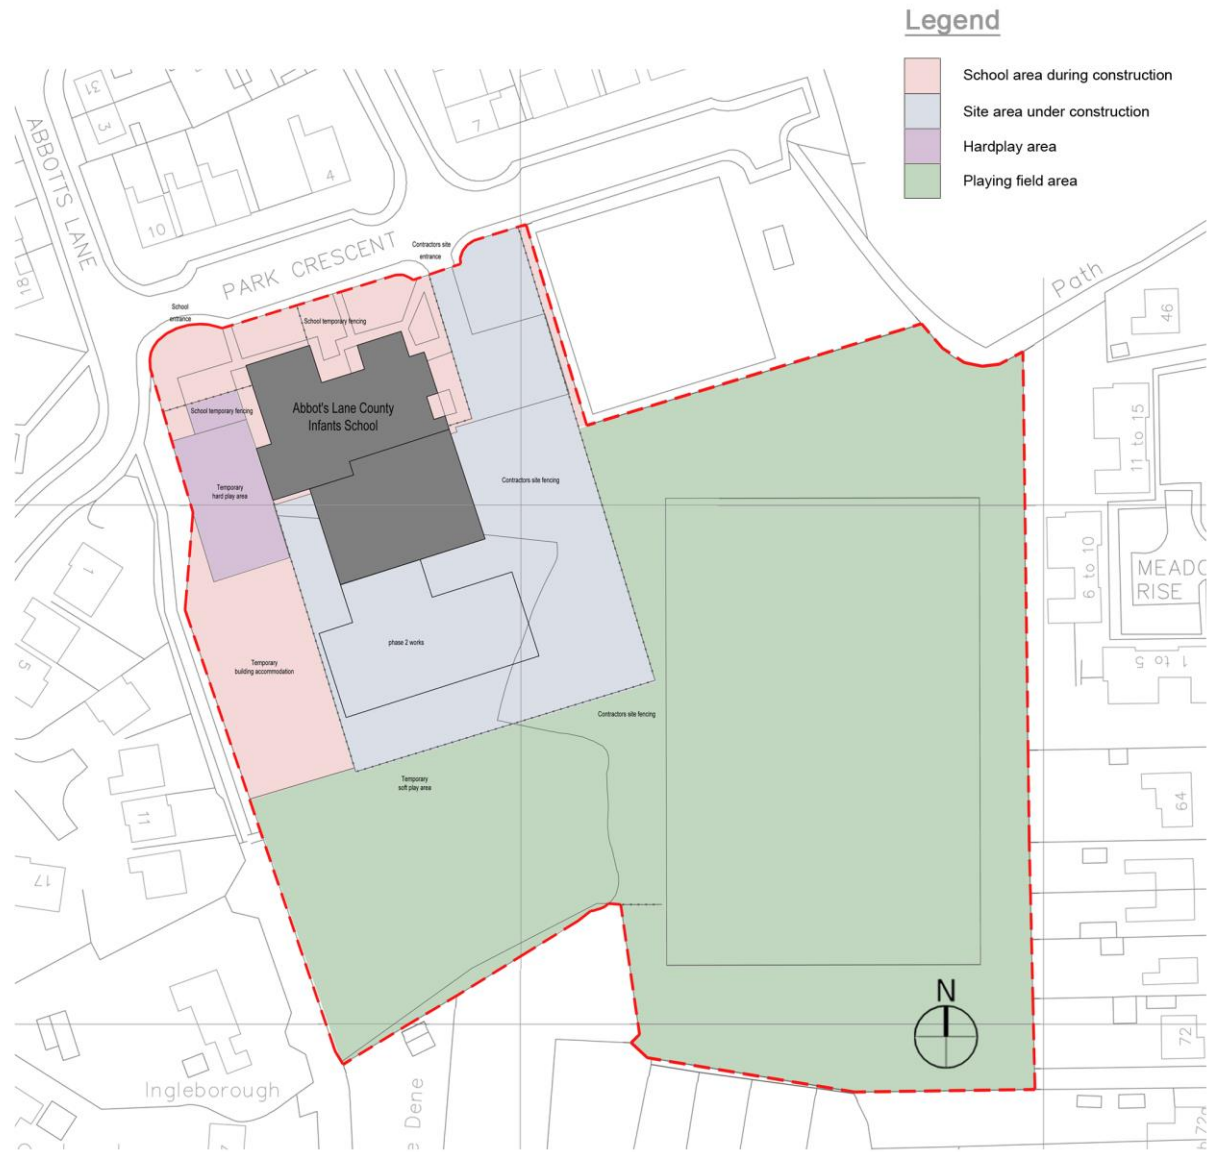 Legend
School area during construction
Site area under construction
Hardplay area
Playing field area
31
3
ABBOTTS LANE
10
4
7
18
PARK CRESCENT
Contractors site
entrance
School
entrance
School temporary fencing
School temporary fencing
Abbot's Lane County
Infants School
Temporary
hard play area
Contractors site fencing
phase 2 works
Temporary
building accommodation
Contractors site fencing
Temporary
soft play area
Path
46
11 to 15
6 to 10
MEADO
RISE
1 to 5
64
72
72a
1
5
11
17
Ingleborough
e Dene
N